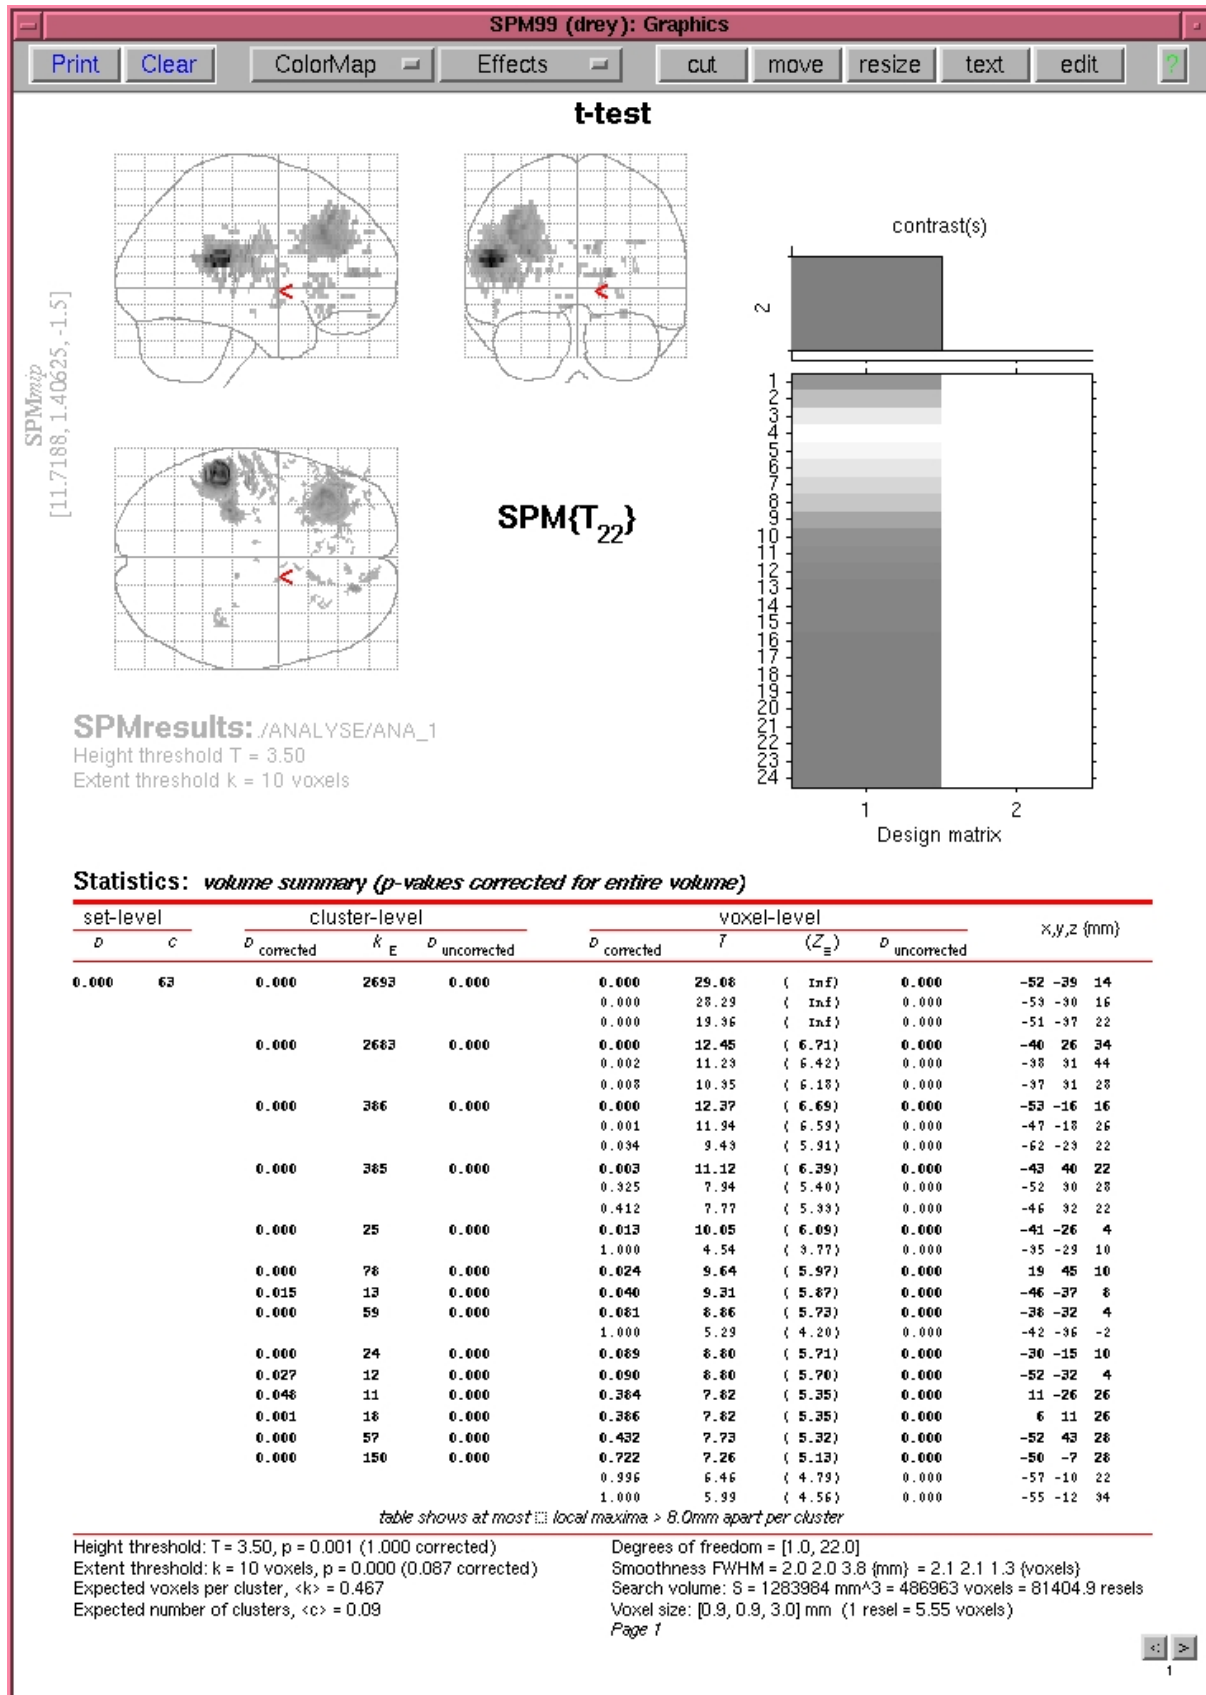 SPM99 (drey): Graphics
Print Clear ColorMap Effects cut move resize text edit ?
t-test
SPMmip
[11.7188, 1.40625, -1.5]
<
<
<
SPM{T22}
contrast(s)
2
1
2
3
4
5
6
7
8
9
10
11
12
13
14
15
16
17
18
19
20
21
22
23
24
1 2
Design matrix
SPMresults: ./ANALYSE/ANA_1
Height threshold T = 3.50
Extent threshold k = 10 voxels
Statistics: volume summary (p-values corrected for entire volume)
set-level cluster-level voxel-level x,y,z {mm}
p c p corrected k E p uncorrected p corrected T (Z≡) p uncorrected
0.000 63 0.000 2693 0.000 0.000 29.08 ( Inf) 0.000 -52 -39 14
0.000 28.29 ( Inf) 0.000 -53 -30 16
0.000 19.36 ( Inf) 0.000 -51 -37 22
0.000 2683 0.000 0.000 12.45 ( 6.71) 0.000 -40 26 34
0.002 11.23 ( 6.42) 0.000 -38 31 44
0.008 10.35 ( 6.18) 0.000 -37 31 28
0.000 386 0.000 0.000 12.37 ( 6.69) 0.000 -53 -16 16
0.001 11.94 ( 6.59) 0.000 -47 -18 26
0.034 9.43 ( 5.91) 0.000 -62 -23 22
0.000 385 0.000 0.003 11.12 ( 6.39) 0.000 -43 40 22
0.325 7.94 ( 5.40) 0.000 -52 30 28
0.412 7.77 ( 5.33) 0.000 -46 32 22
0.000 25 0.000 0.013 10.05 ( 6.09) 0.000 -41 -26 4
1.000 4.54 ( 3.77) 0.000 -35 -29 10
0.000 78 0.000 0.024 9.64 ( 5.97) 0.000 19 45 10
0.015 13 0.000 0.040 9.31 ( 5.87) 0.000 -46 -37 8
0.000 59 0.000 0.081 8.86 ( 5.73) 0.000 -38 -32 4
1.000 5.29 ( 4.20) 0.000 -42 -36 -2
0.000 24 0.000 0.089 8.80 ( 5.71) 0.000 -30 -15 10
0.027 12 0.000 0.090 8.80 ( 5.70) 0.000 -52 -32 4
0.048 11 0.000 0.384 7.82 ( 5.35) 0.000 11 -26 26
0.001 18 0.000 0.386 7.82 ( 5.35) 0.000 6 11 26
0.000 57 0.000 0.432 7.73 ( 5.32) 0.000 -52 43 28
0.000 150 0.000 0.722 7.26 ( 5.13) 0.000 -50 -7 28
0.996 6.46 ( 4.79) 0.000 -57 -10 22
1.000 5.99 ( 4.56) 0.000 -55 -12 34
table shows at most local maxima > 8.0mm apart per cluster
Height threshold: T = 3.50, p = 0.001 (1.000 corrected)
Extent threshold: k = 10 voxels, p = 0.000 (0.087 corrected)
Expected voxels per cluster, <k> = 0.467
Expected number of clusters, <c> = 0.09
Degrees of freedom = [1.0, 22.0]
Smoothness FWHM = 2.0 2.0 3.8 {mm} = 2.1 2.1 1.3 {voxels}
Search volume: S = 1283984 mm^3 = 486963 voxels = 81404.9 resels
Voxel size: [0.9, 0.9, 3.0] mm (1 resel = 5.55 voxels)
Page 1
< >
1